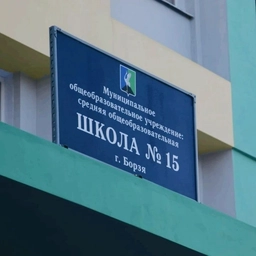 Муниципальное
общеобразовательное учреждение:
средняя общеобразовательная
ШКОЛА № 15
г. Борзя